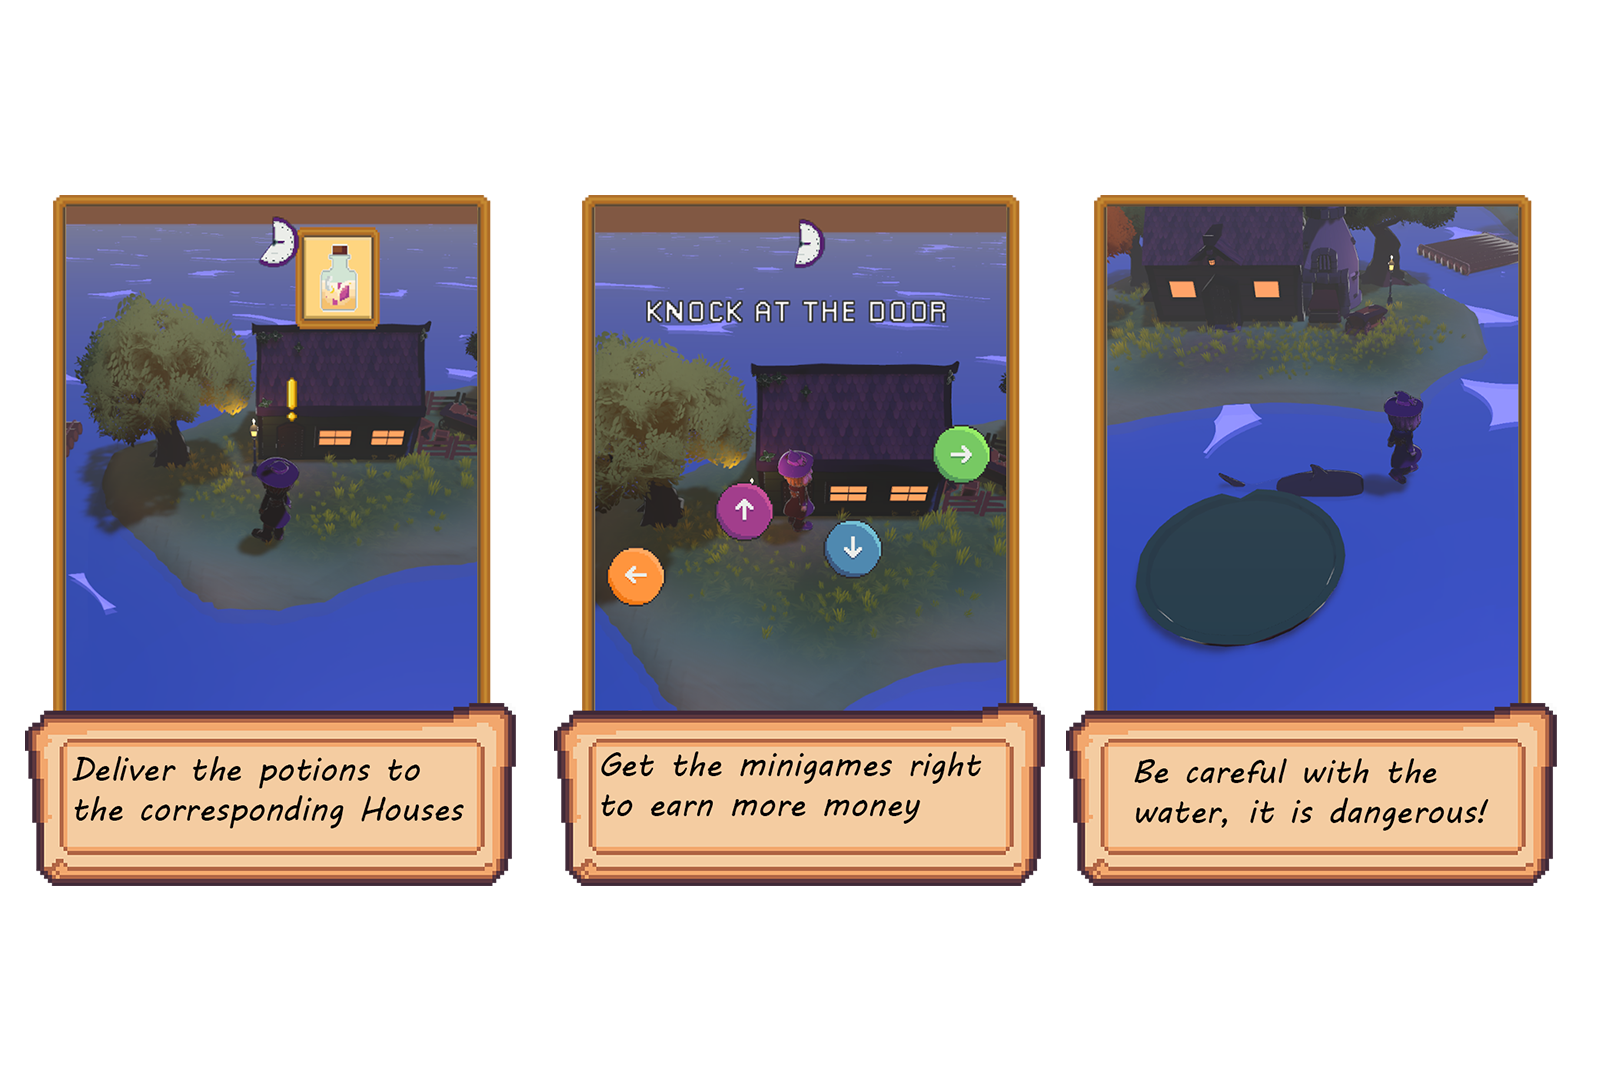 KNOCK AT THE DOOR
Deliver the potions to
the corresponding Houses
Get the minigames right
to earn more money
Be careful with the
water, it is dangerous!